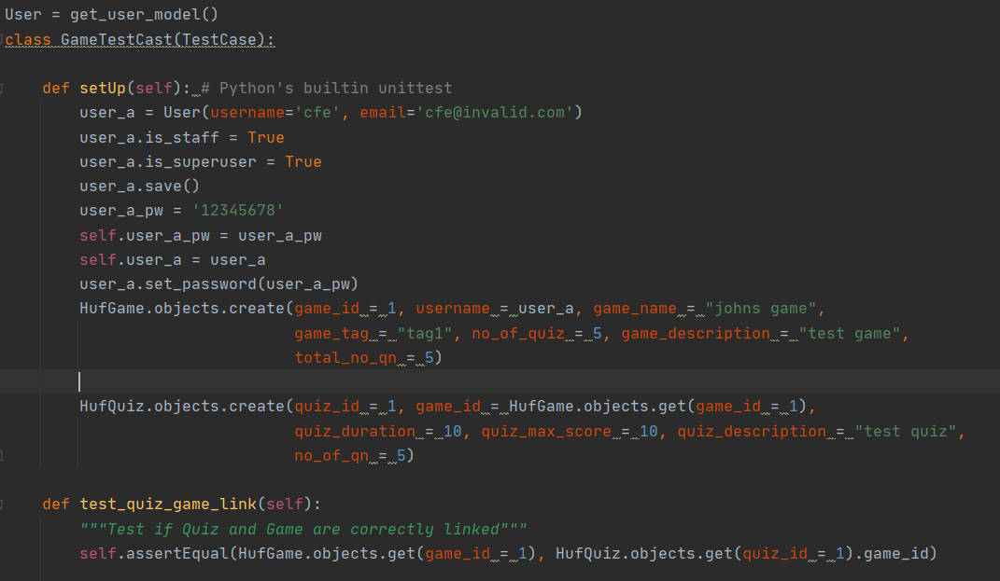 User = get_user_model()
class GameTestCast(TestCase):
def setUp(self): # Python's builtin unittest
user_a = User(username='cfe', email='cfe@invalid.com')
user_a.is_staff = True
user_a.is_superuser = True
user_a.save()
user_a_pw = '12345678'
self.user_a_pw = user_a_pw
self.user_a = user_a
user_a.set_password(user_a_pw)
HufGame.objects.create(game_id = 1, username = user_a, game_name = "johns game",
game_tag = "tag1", no_of_quiz = 5, game_description = "test game",
total_no_qn = 5)
HufQuiz.objects.create(quiz_id = 1, game_id = HufGame.objects.get(game_id = 1),
quiz_duration = 10, quiz_max_score = 10, quiz_description = "test quiz",
no_of_qn = 5)
def test_quiz_game_link(self):
"""Test if Quiz and Game are correctly linked"""
self.assertEqual(HufGame.objects.get(game_id = 1), HufQuiz.objects.get(quiz_id = 1).game_id)